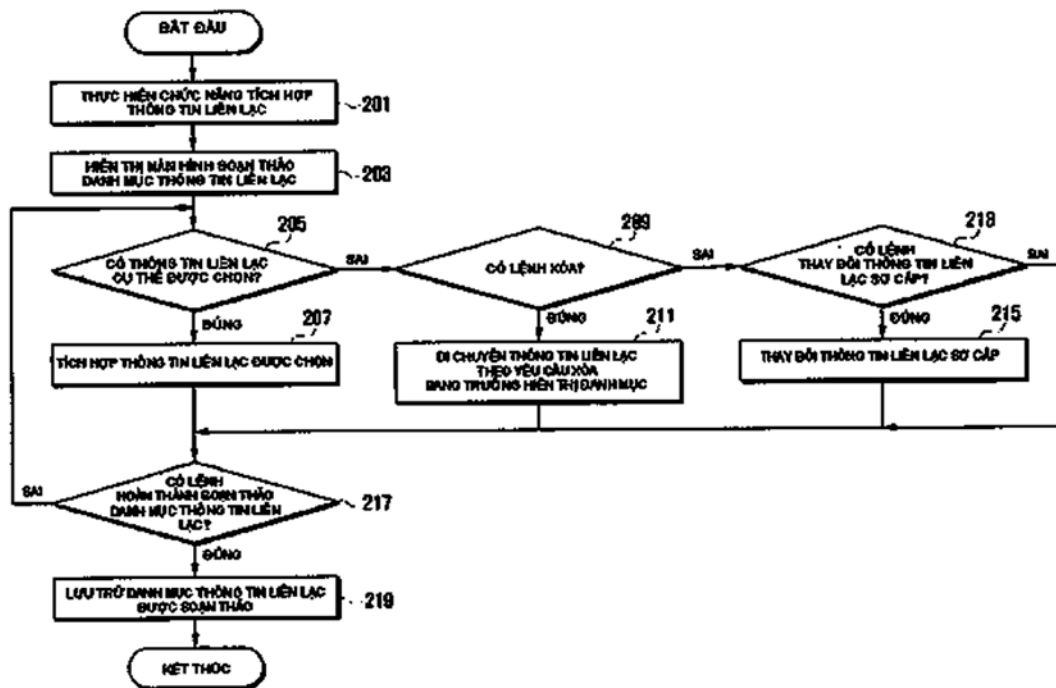 BẮT ĐẦU
THỰC HIỆN CHỨC NĂNG TÍCH HỢP
THÔNG TIN LIÊN LẠC
201
HIỂN THỊ MÀN HÌNH SOẠN THẢO
DANH MỤC THÔNG TIN LIÊN LẠC
203
205
CÓ THÔNG TIN LIÊN LẠC
CỤ THỂ ĐƯỢC CHỌN?
SAI
209
CÓ LỆNH XÓA?
SAI
218
CÓ LỆNH
THAY ĐỔI THÔNG TIN LIÊN
LẠC SƠ CẤP?
SAI
ĐÚNG
207
TÍCH HỢP THÔNG TIN LIÊN LẠC ĐƯỢC CHỌN
ĐÚNG
211
DI CHUYỂN THÔNG TIN LIÊN LẠC
THEO YÊU CẦU XÓA
SANG TRƯỜNG HIỂN THỊ DANH MỤC
ĐÚNG
215
THAY ĐỔI THÔNG TIN LIÊN LẠC SƠ CẤP
SAI
CÓ LỆNH
HOÀN THÀNH SOẠN THẢO
DANH MỤC THÔNG TIN LIÊN
LẠC?
217
ĐÚNG
LƯU TRỮ DANH MỤC THÔNG TIN LIÊN LẠC
ĐƯỢC SOẠN THẢO
219
KẾT THÚC